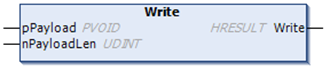 Write
pPayload PVOID HRESULT Write
nPayloadLen UDINT